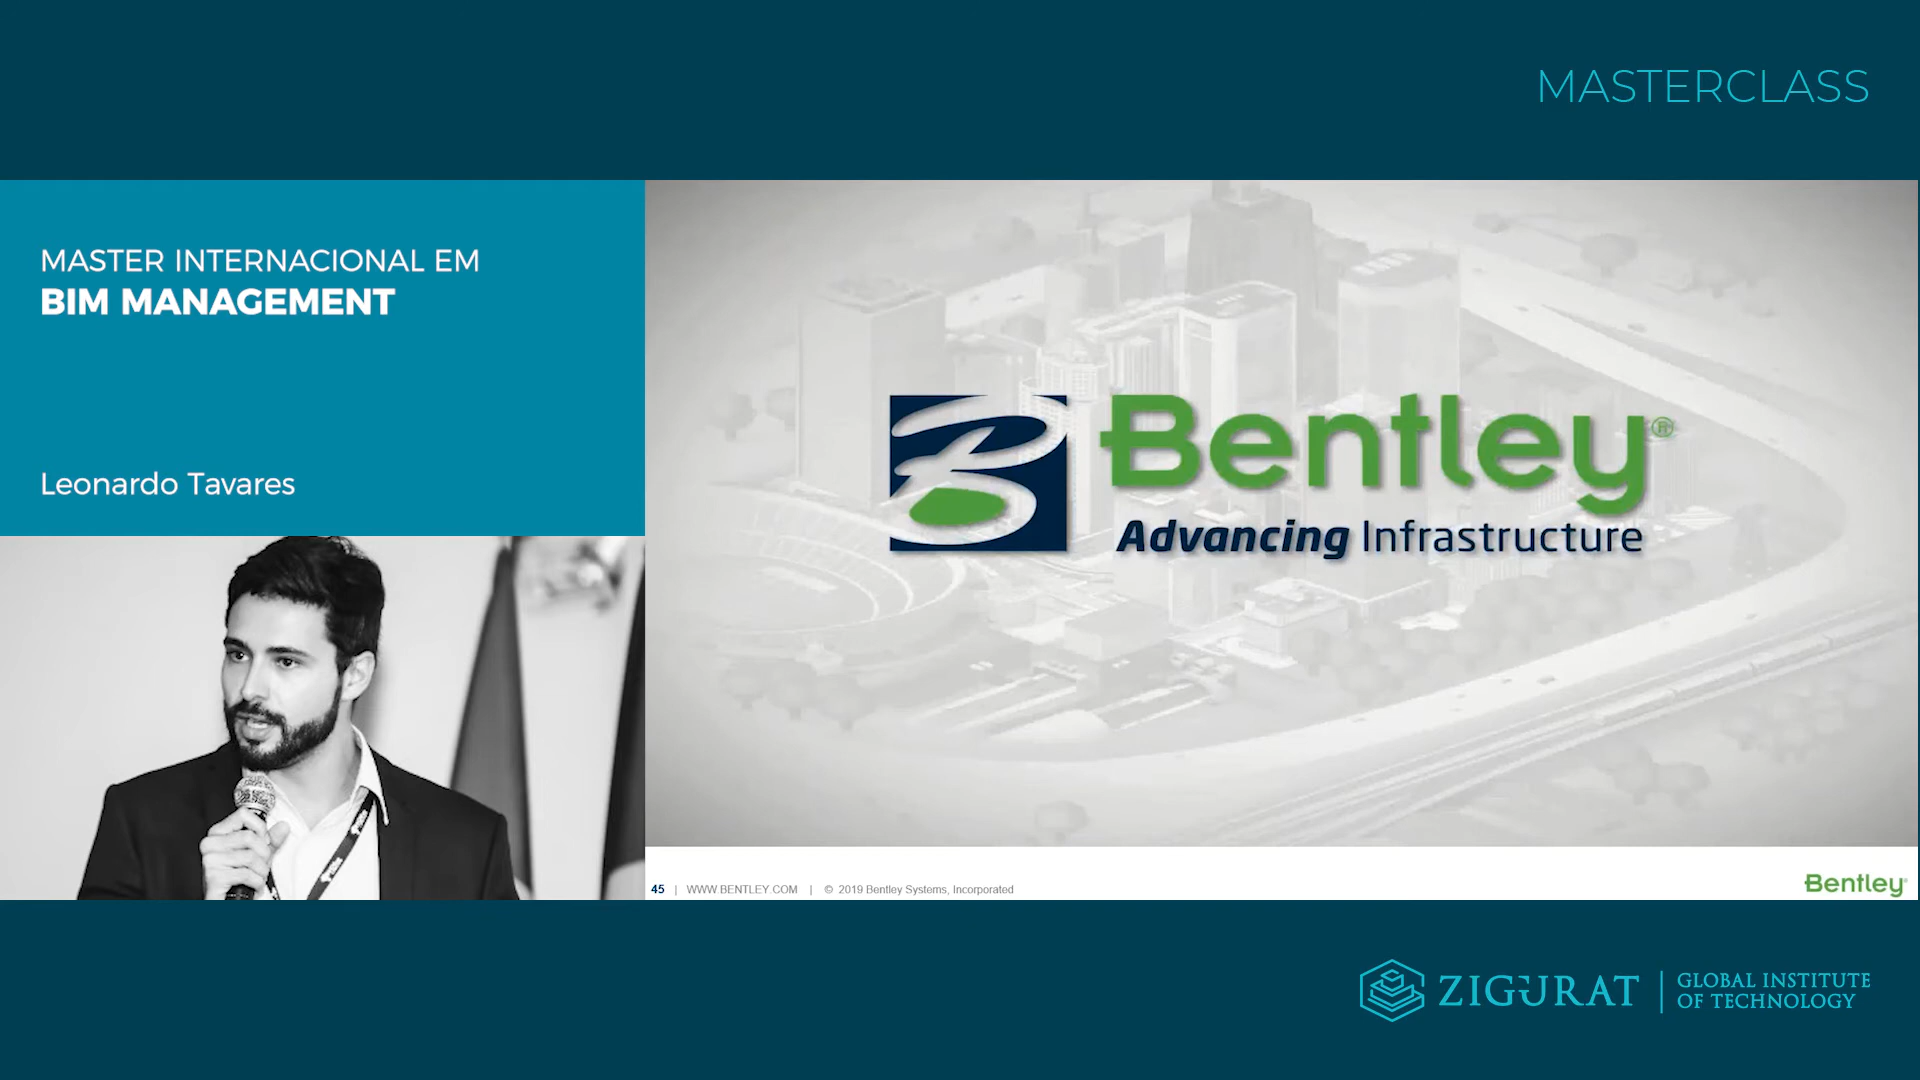 MASTERCLASS
MASTER INTERNACIONAL EM
BIM MANAGEMENT
Leonardo Tavares
Bentley®
Advancing Infrastructure
45 | WWW.BENTLEY.COM | © 2019 Bentley Systems, Incorporated
Bentley®
ZIGURAT | GLOBAL INSTITUTE
OF TECHNOLOGY